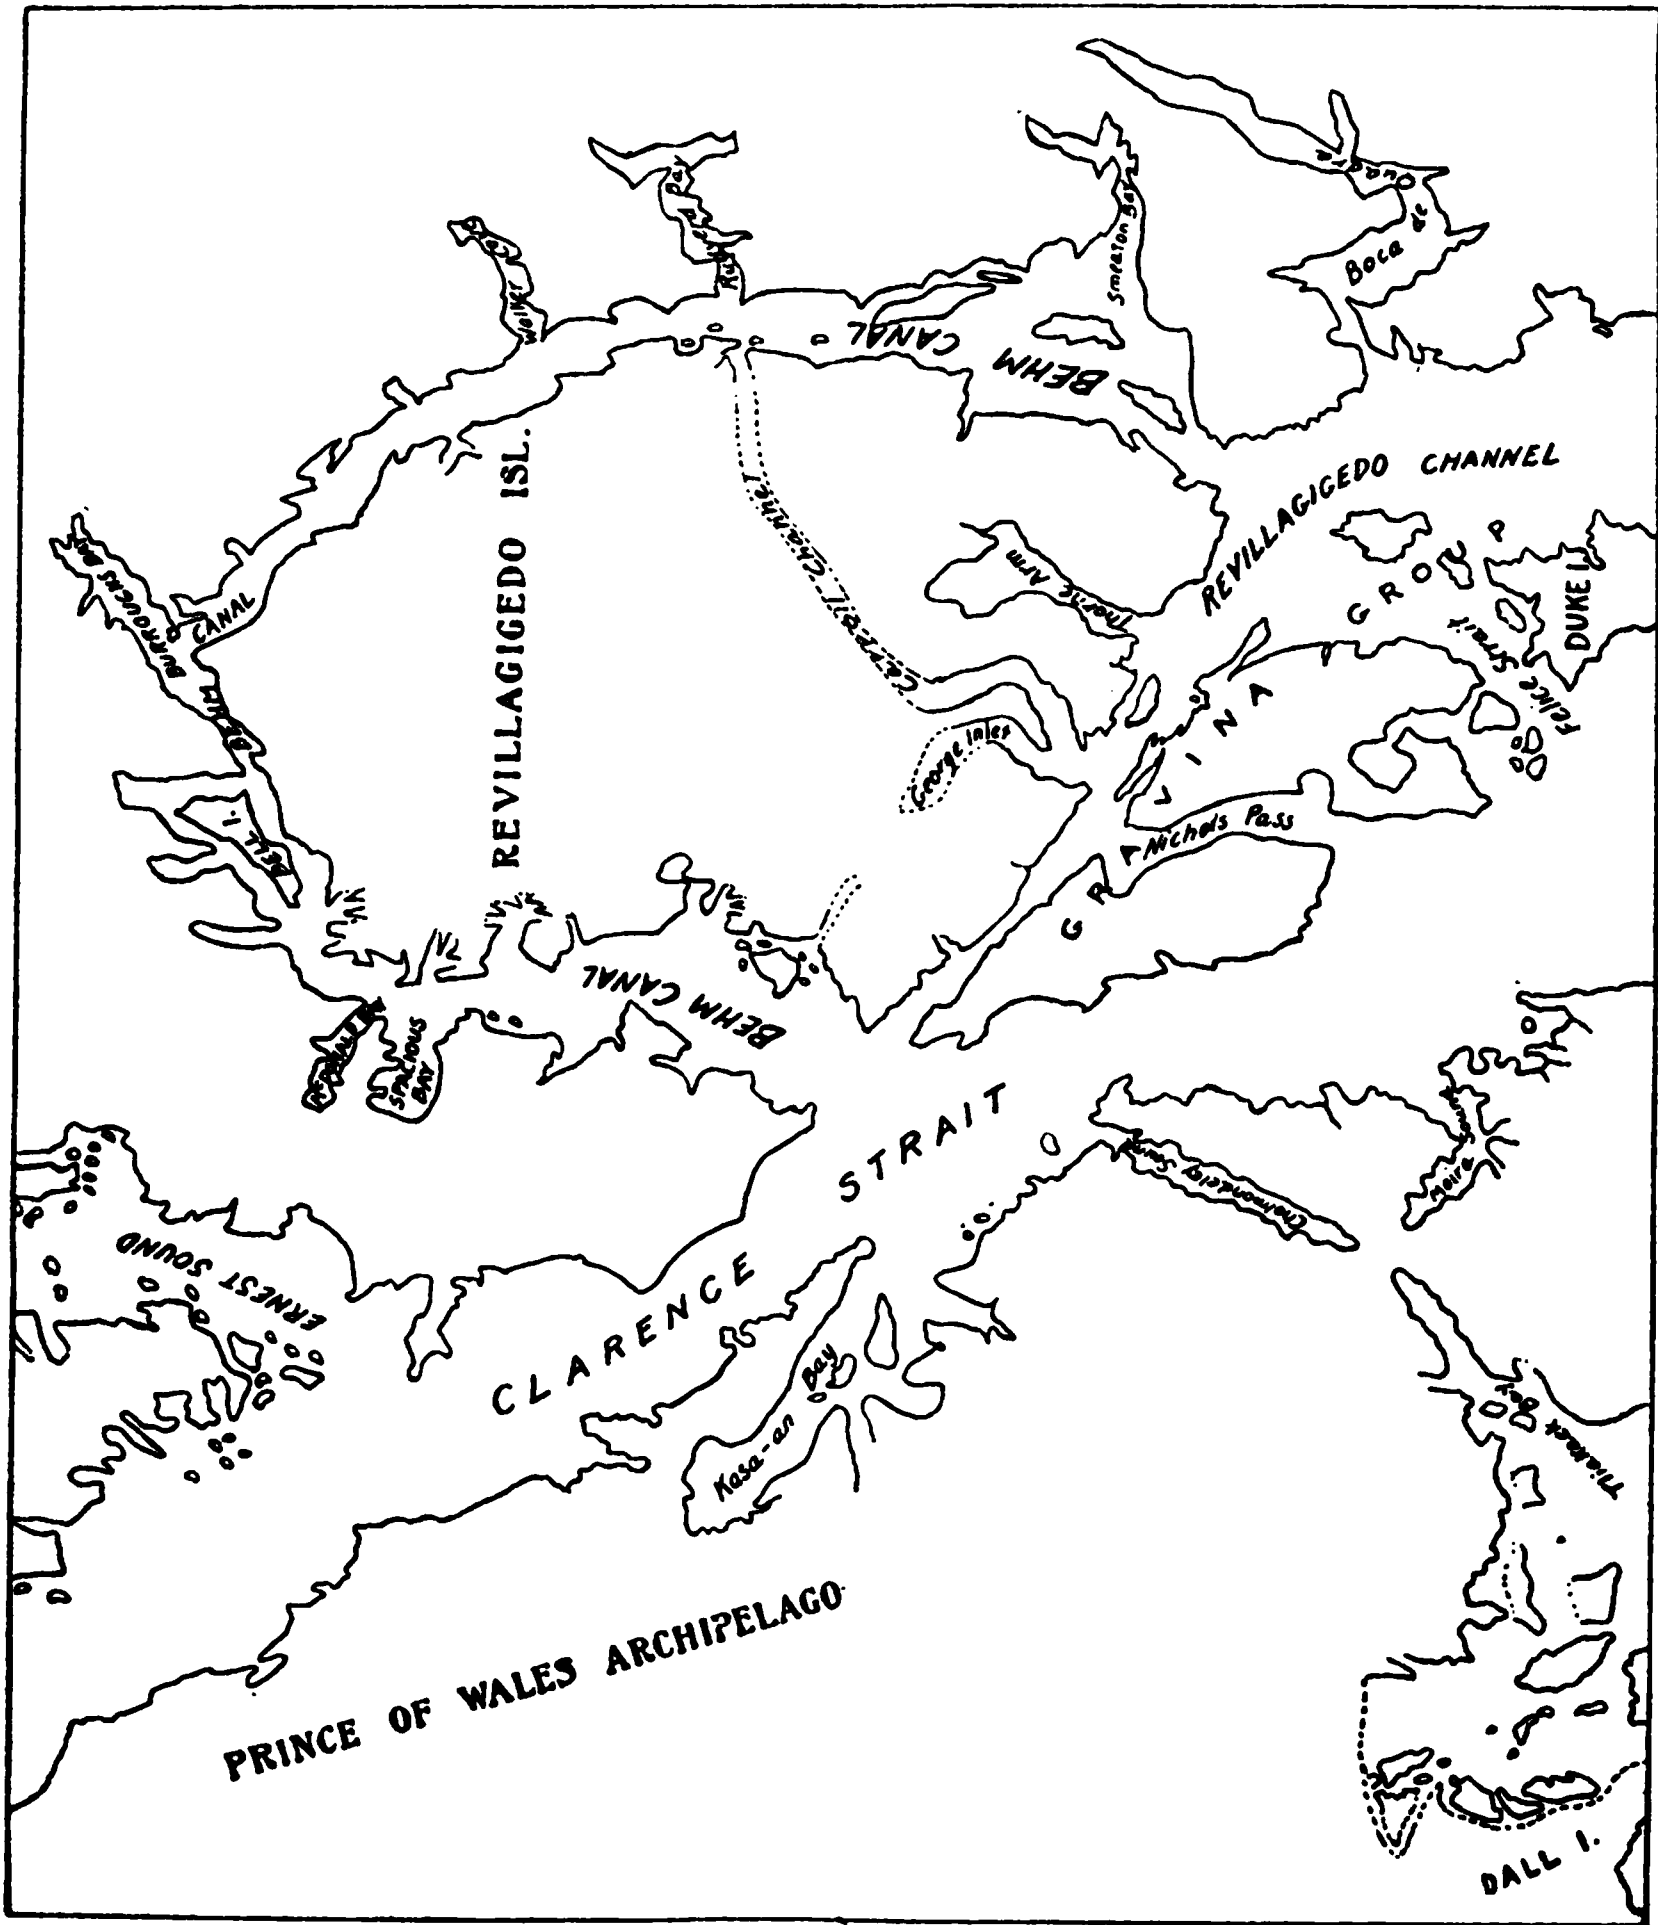 Boca de
Quadra
Smeaton Bay
Rudyerd Bay
Walker Cove
BEHM
CANAL
REVILLAGIGEDO CHANNEL
REVILLAGIGEDO ISL.
Carroll Channel
Thorne Arm
George Inlet
BURROUGHS BAY
BEHM
CANAL
BELL I.
GRAVINA
GROUP
DUKE I.
Felice Strait
Nichols Pass
BEHM CANAL
SPACIOUS
BAY
CLARENCE STRAIT
ERNEST SOUND
Kasa-an Bay
Cholmondeley Sound
Moira Sound
PRINCE OF WALES ARCHIPELAGO
DALL I.